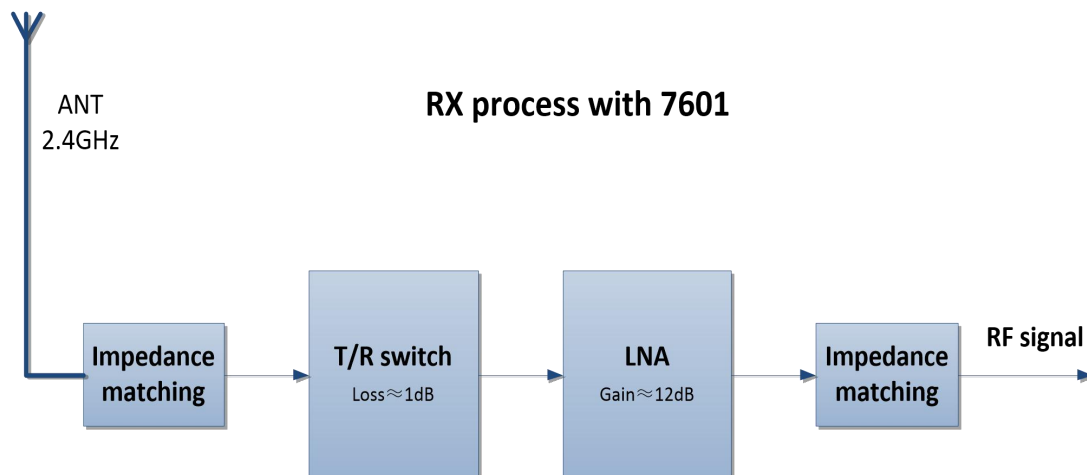 RX process with 7601
ANT
2.4GHz
Impedance
matching
T/R switch
Loss≈1dB
LNA
Gain≈12dB
Impedance
matching
RF signal